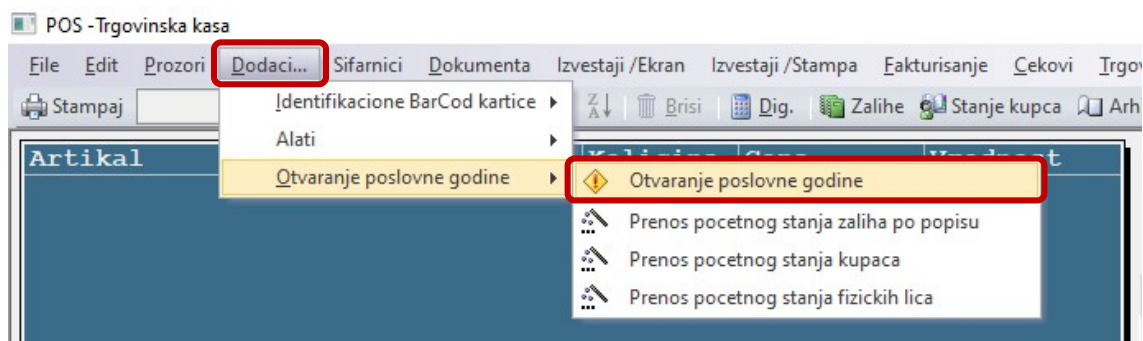 POS -Trgovinska kasa
File Edit Prozori Dodaci... Sifarnici Dokumenta Izvestaji /Ekran Izvestaji /Stampa Fakturisanje Cekovi
Stampaj Brisi Dig. Zalihe Stanje kupca
Identifikacione BarCod kartice
Alati
Otvaranje poslovne godine
Artikal
Otvaranje poslovne godine
Prenos pocetnog stanja zaliha po popisu
Prenos pocetnog stanja kupaca
Prenos pocetnog stanja fizickih lica